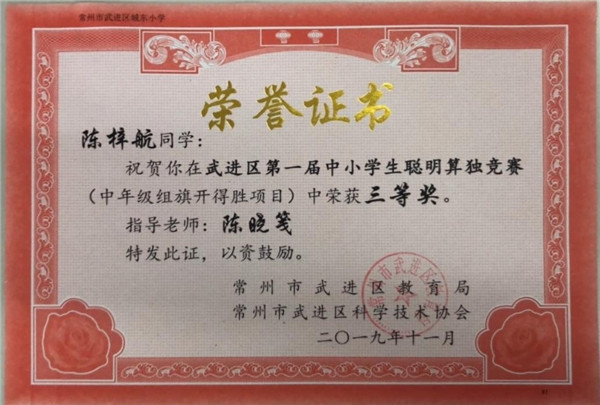 常州市武进区城东小学
荣誉证书
陈梓航同学：
祝贺你在武进区第一届中小学生聪明算独竞赛
（中年级组旗开得胜项目）中荣获三等奖。
指导老师：陈晓笺
特发此证，以资鼓励。
常州市武进区教育局
常州市武进区科学技术协会
二〇一九年十一月